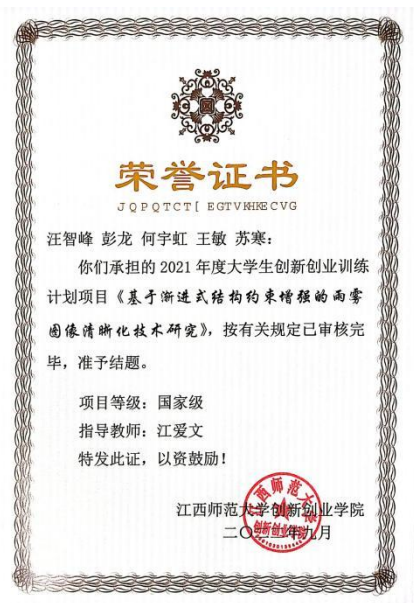 荣誉证书
JQPQTCT[ EGTVKHKECVG
汪智峰 彭龙 何宇虹 王敏 苏寒：
你们承担的 2021 年度大学生创新创业训练
计划项目《基于渐进式结构约束增强的雨雾
图像清晰化技术研究》，按有关规定已审核完
毕，准予结题。
项目等级：国家级
指导教师：江爱文
特发此证，以资鼓励！
江西师范大学创新创业学院
年九月